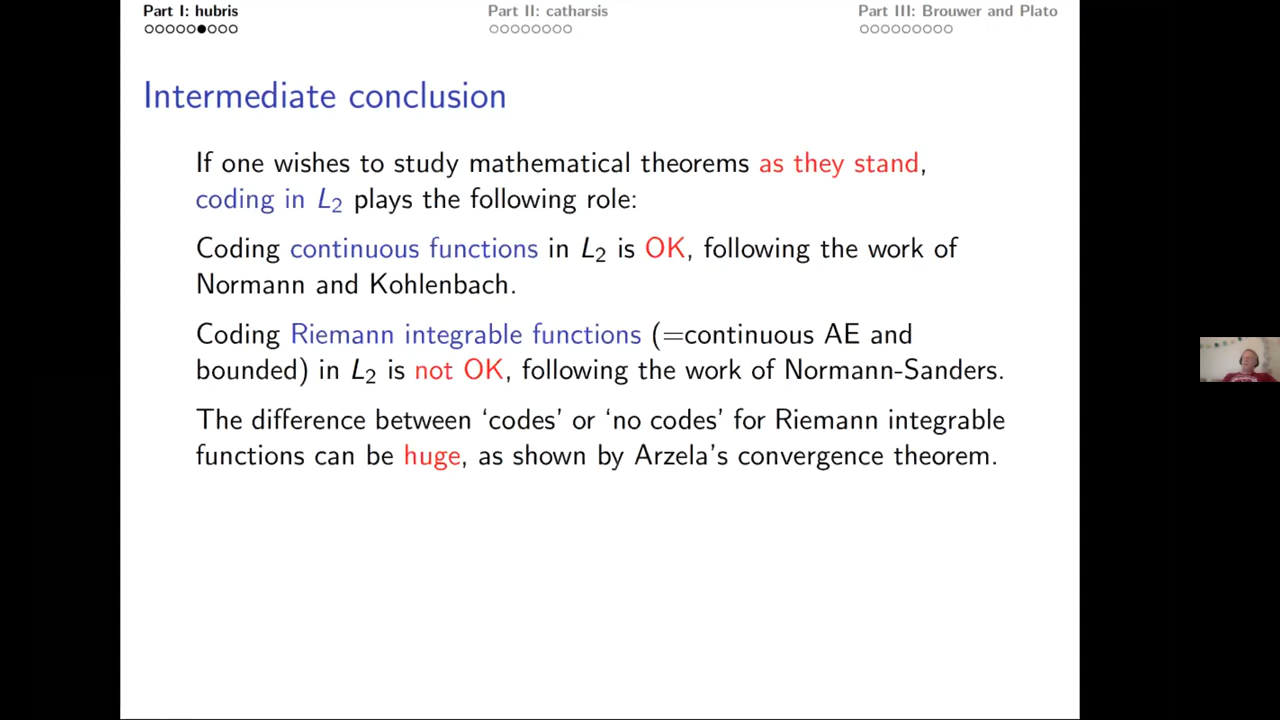 Part I: hubris
Part II: catharsis
Part III: Brouwer and Plato
Intermediate conclusion
If one wishes to study mathematical theorems as they stand,
coding in L₂ plays the following role:
Coding continuous functions in L₂ is OK, following the work of
Normann and Kohlenbach.
Coding Riemann integrable functions (=continuous AE and
bounded) in L₂ is not OK, following the work of Normann-Sanders.
The difference between ‘codes’ or ‘no codes’ for Riemann integrable
functions can be huge, as shown by Arzela’s convergence theorem.